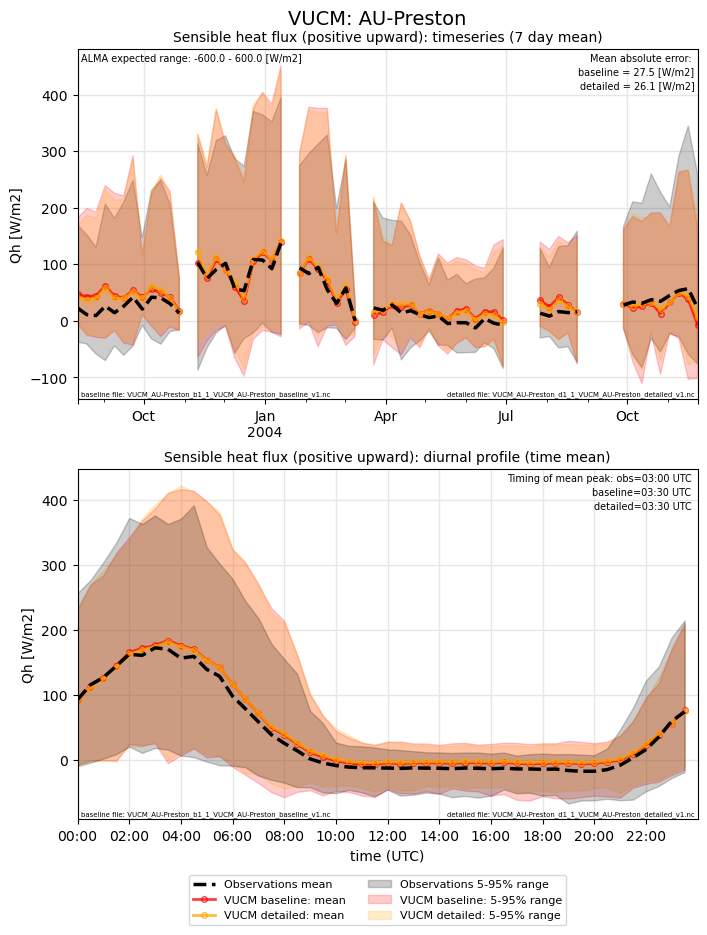 VUCM: AU-Preston
Sensible heat flux (positive upward): timeseries (7 day mean)
ALMA expected range: -600.0 - 600.0 [W/m2]
Mean absolute error:
baseline = 27.5 [W/m2]
detailed = 26.1 [W/m2]
400
300
200
100
0
−100
Qh [W/m2]
baseline file: VUCM_AU-Preston_b1_1_VUCM_AU-Preston_baseline_v1.nc
detailed file: VUCM_AU-Preston_d1_1_VUCM_AU-Preston_detailed_v1.nc
Oct Jan Apr Jul Oct
2004
Sensible heat flux (positive upward): diurnal profile (time mean)
Timing of mean peak: obs=03:00 UTC
baseline=03:30 UTC
detailed=03:30 UTC
400
300
200
100
0
Qh [W/m2]
baseline file: VUCM_AU-Preston_b1_1_VUCM_AU-Preston_baseline_v1.nc
detailed file: VUCM_AU-Preston_d1_1_VUCM_AU-Preston_detailed_v1.nc
00:00 02:00 04:00 06:00 08:00 10:00 12:00 14:00 16:00 18:00 20:00 22:00
time (UTC)
Observations mean
VUCM baseline: mean
VUCM detailed: mean
Observations 5-95% range
VUCM baseline: 5-95% range
VUCM detailed: 5-95% range